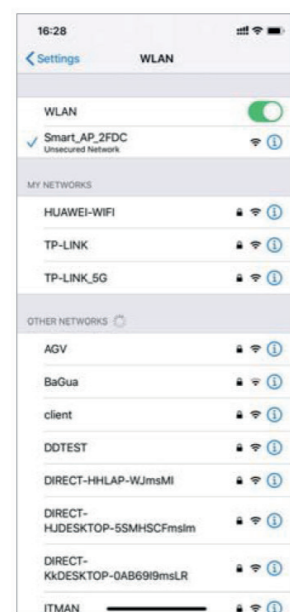 16:28
Settings WLAN
WLAN
Smart_AP_2FDC
Unsecured Network
MY NETWORKS
HUAWEI-WIFI
TP-LINK
TP-LINK_5G
OTHER NETWORKS
AGV
BaGua
client
DDTEST
DIRECT-HHLAP-WJmsMI
DIRECT-
HJDESKTOP-5SMHSCFmsIm
DIRECT-
KkDESKTOP-0AB69I9msLR
ITMAN